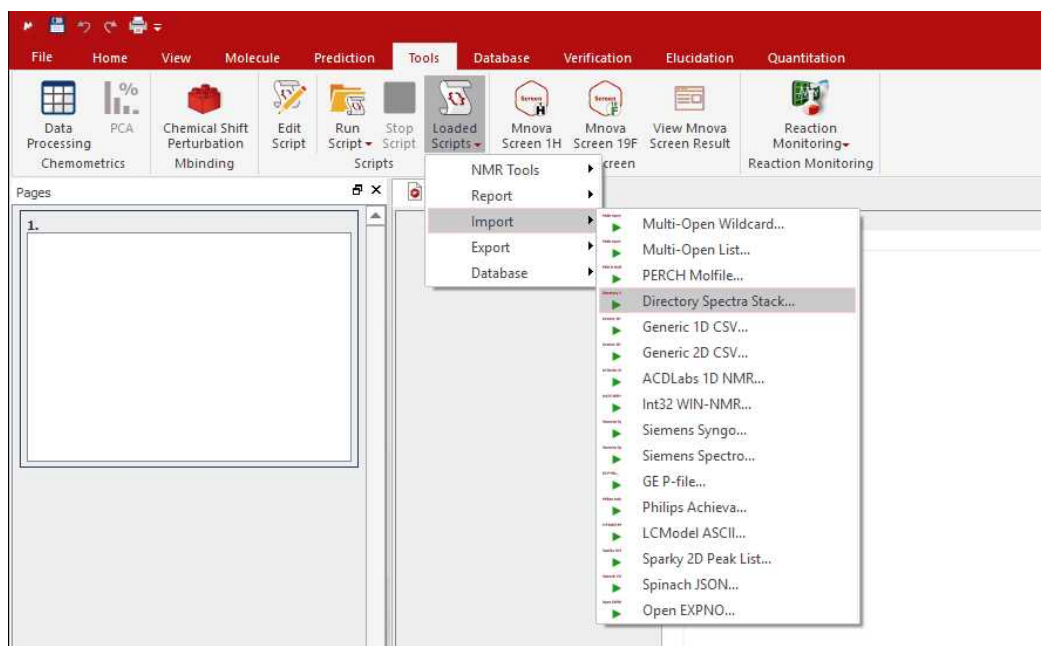 File Home View Molecule Prediction Tools Database Verification Elucidation Quantitation
Data Processing
PCA
Chemometrics
Chemical Shift Perturbation
Mbinding
Edit Script
Run Script
Stop Script
Loaded Scripts
Scripts
Screen
H
Mnova Screen 1H
Screen
F
Mnova Screen 19F
View Mnova Screen Result
creen
Reaction Monitoring
Reaction Monitoring
Pages
1.
NMR Tools
Report
Import
Export
Database
Multi-Open Wildcard...
Multi-Open List...
PERCH Molfile...
Directory Spectra Stack...
Generic 1D CSV...
Generic 2D CSV...
ACDLabs 1D NMR...
Int32 WIN-NMR...
Siemens Syngo...
Siemens Spectro...
GE P-file...
Philips Achieva...
LCModel ASCII...
Sparky 2D Peak List...
Spinach JSON...
Open EXPNO...